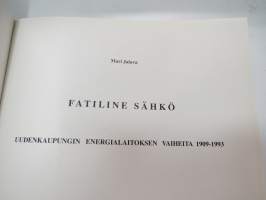 Mari Jalava
FATILINE SÄHKÖ
UUDENKAUPUNGIN ENERGIALAITOKSEN VAIHEITA 1909-1993